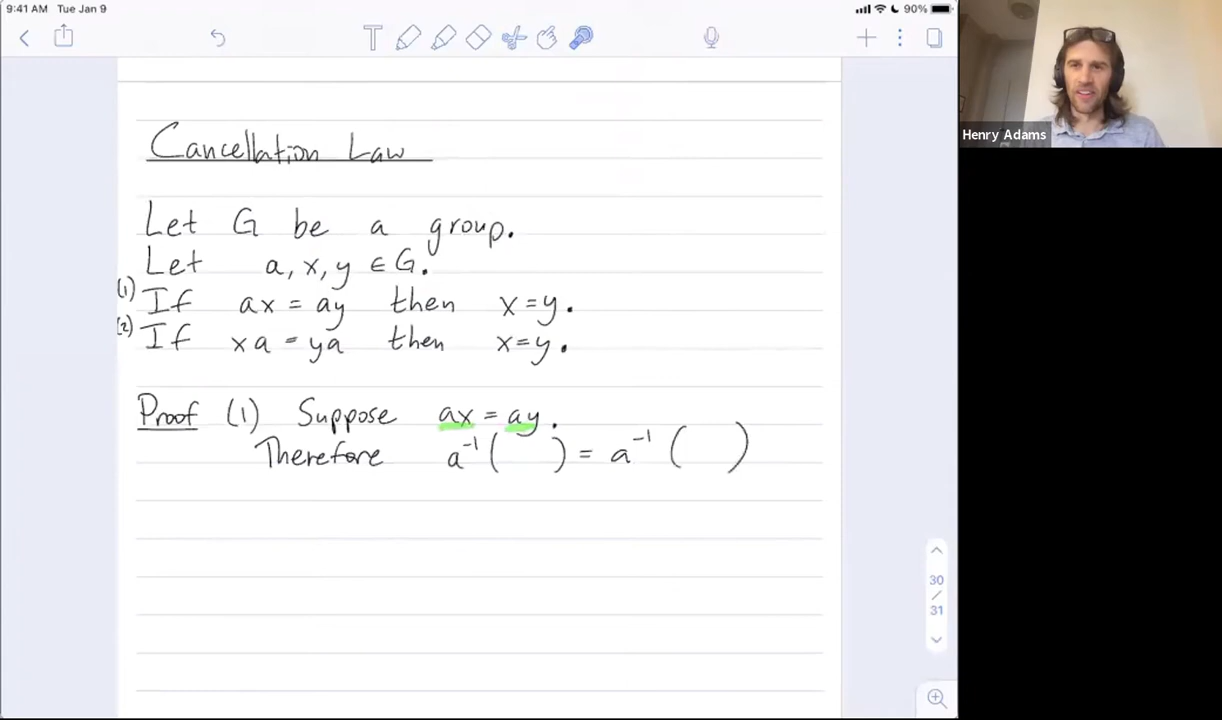 9:41 AM Tue Jan 9
90%
Henry Adams
Cancellation Law
Let G be a group.
Let a, x, y ∈ G.
(1) If ax = ay then x = y.
(2) If xa = ya then x = y.
Proof (1) Suppose ax = ay.
Therefore a⁻¹( ) = a⁻¹( )
30
/
31